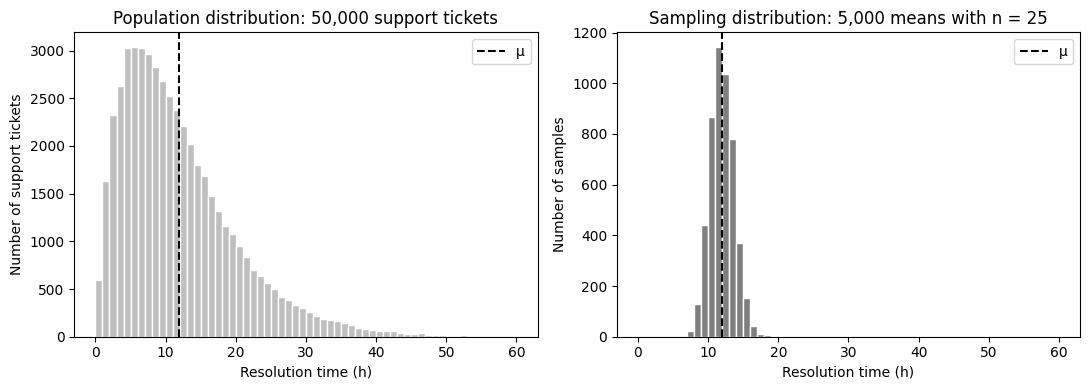 Population distribution: 50,000 support tickets
μ
3000
2500
2000
1500
1000
500
0
Number of support tickets
0 10 20 30 40 50 60
Resolution time (h)
Sampling distribution: 5,000 means with n = 25
μ
1200
1000
800
600
400
200
0
Number of samples
0 10 20 30 40 50 60
Resolution time (h)